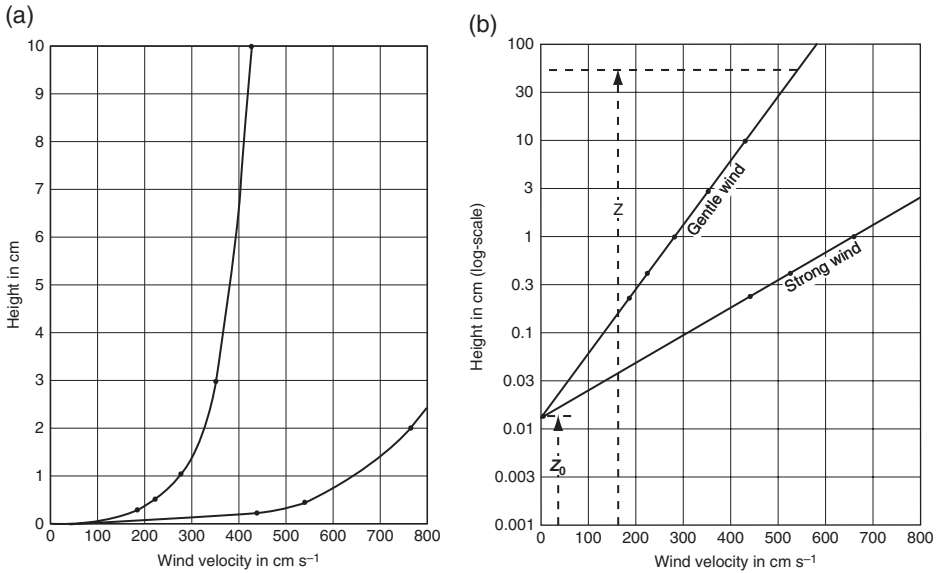 (a)
10
9
8
7
6
5
4
3
2
1
0
Height in cm
0 100 200 300 400 500 600 700 800
Wind velocity in cm s⁻¹
(b)
100
30
10
3
1
0.3
0.1
0.03
0.01
0.003
0.001
Height in cm (log-scale)
Z
Gentle wind
Strong wind
Z₀
0 100 200 300 400 200 600 700 800
Wind velocity in cm s⁻¹